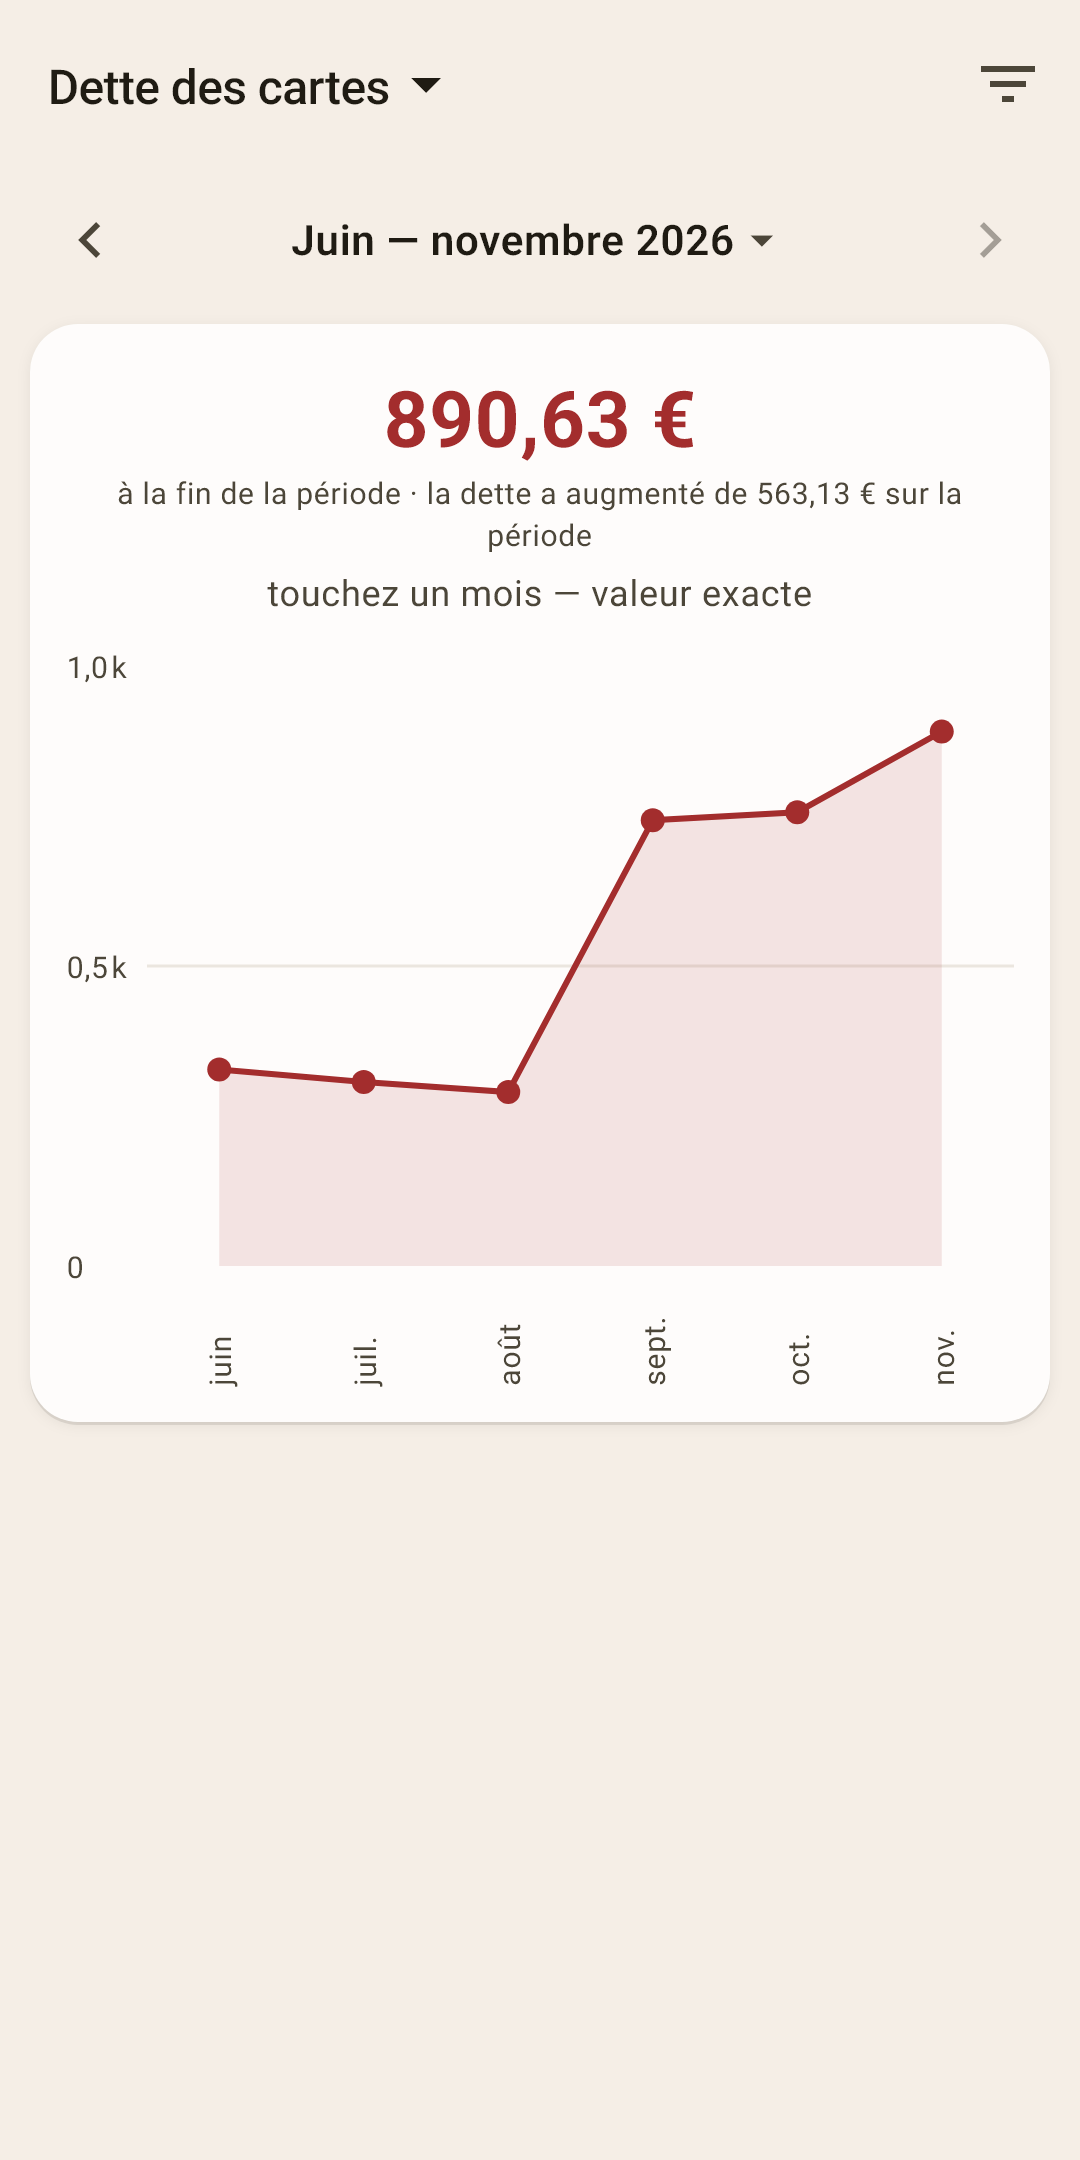 Dette des cartes
Juin — novembre 2026
890,63 €
à la fin de la période · la dette a augmenté de 563,13 € sur la
période
touchez un mois — valeur exacte
1,0k
0,5k
0
juin
juil.
août
sept.
oct.
nov.